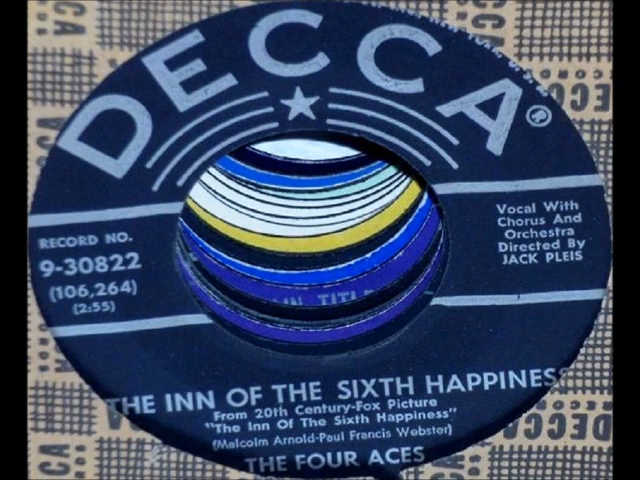 DECCA®
RECORD NO.
9-30822
(106,264)
(2:55)
Vocal With
Chorus And
Orchestra
Directed By
JACK PLEIS
THE INN OF THE SIXTH HAPPINESS
From 20th Century-Fox Picture
"The Inn Of The Sixth Happiness"
(Malcolm Arnold-Paul Francis Webster)
THE FOUR ACES
DECCA